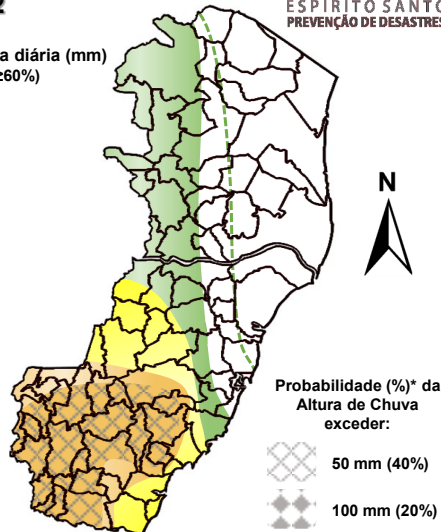 ESPÍRITO SANTO
PREVENÇÃO DE DESASTRES
a diária (mm)
≥60%)
N
Probabilidade (%)* da
Altura de Chuva
exceder:
50 mm (40%)
100 mm (20%)